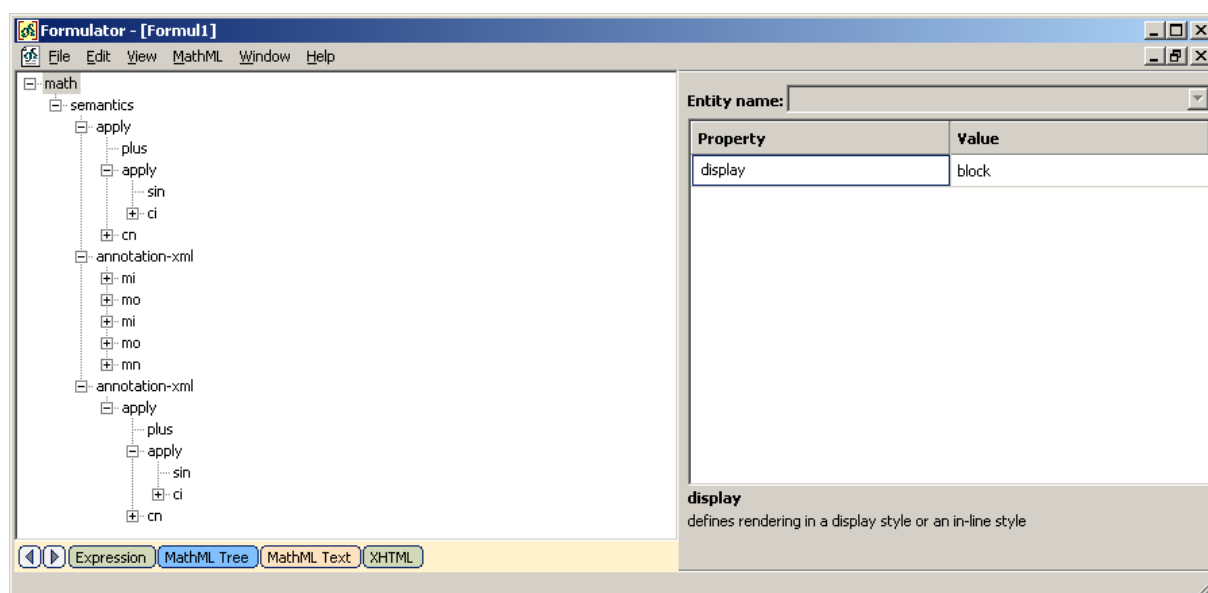 Formulator - [Formul1]
File Edit View MathML Window Help
math
semantics
apply
plus
apply
sin
ci
cn
annotation-xml
mi
mo
mi
mo
mn
annotation-xml
apply
plus
apply
sin
ci
cn
Entity name:
Property Value
display block
display
defines rendering in a display style or an in-line style
Expression MathML Tree MathML Text XHTML